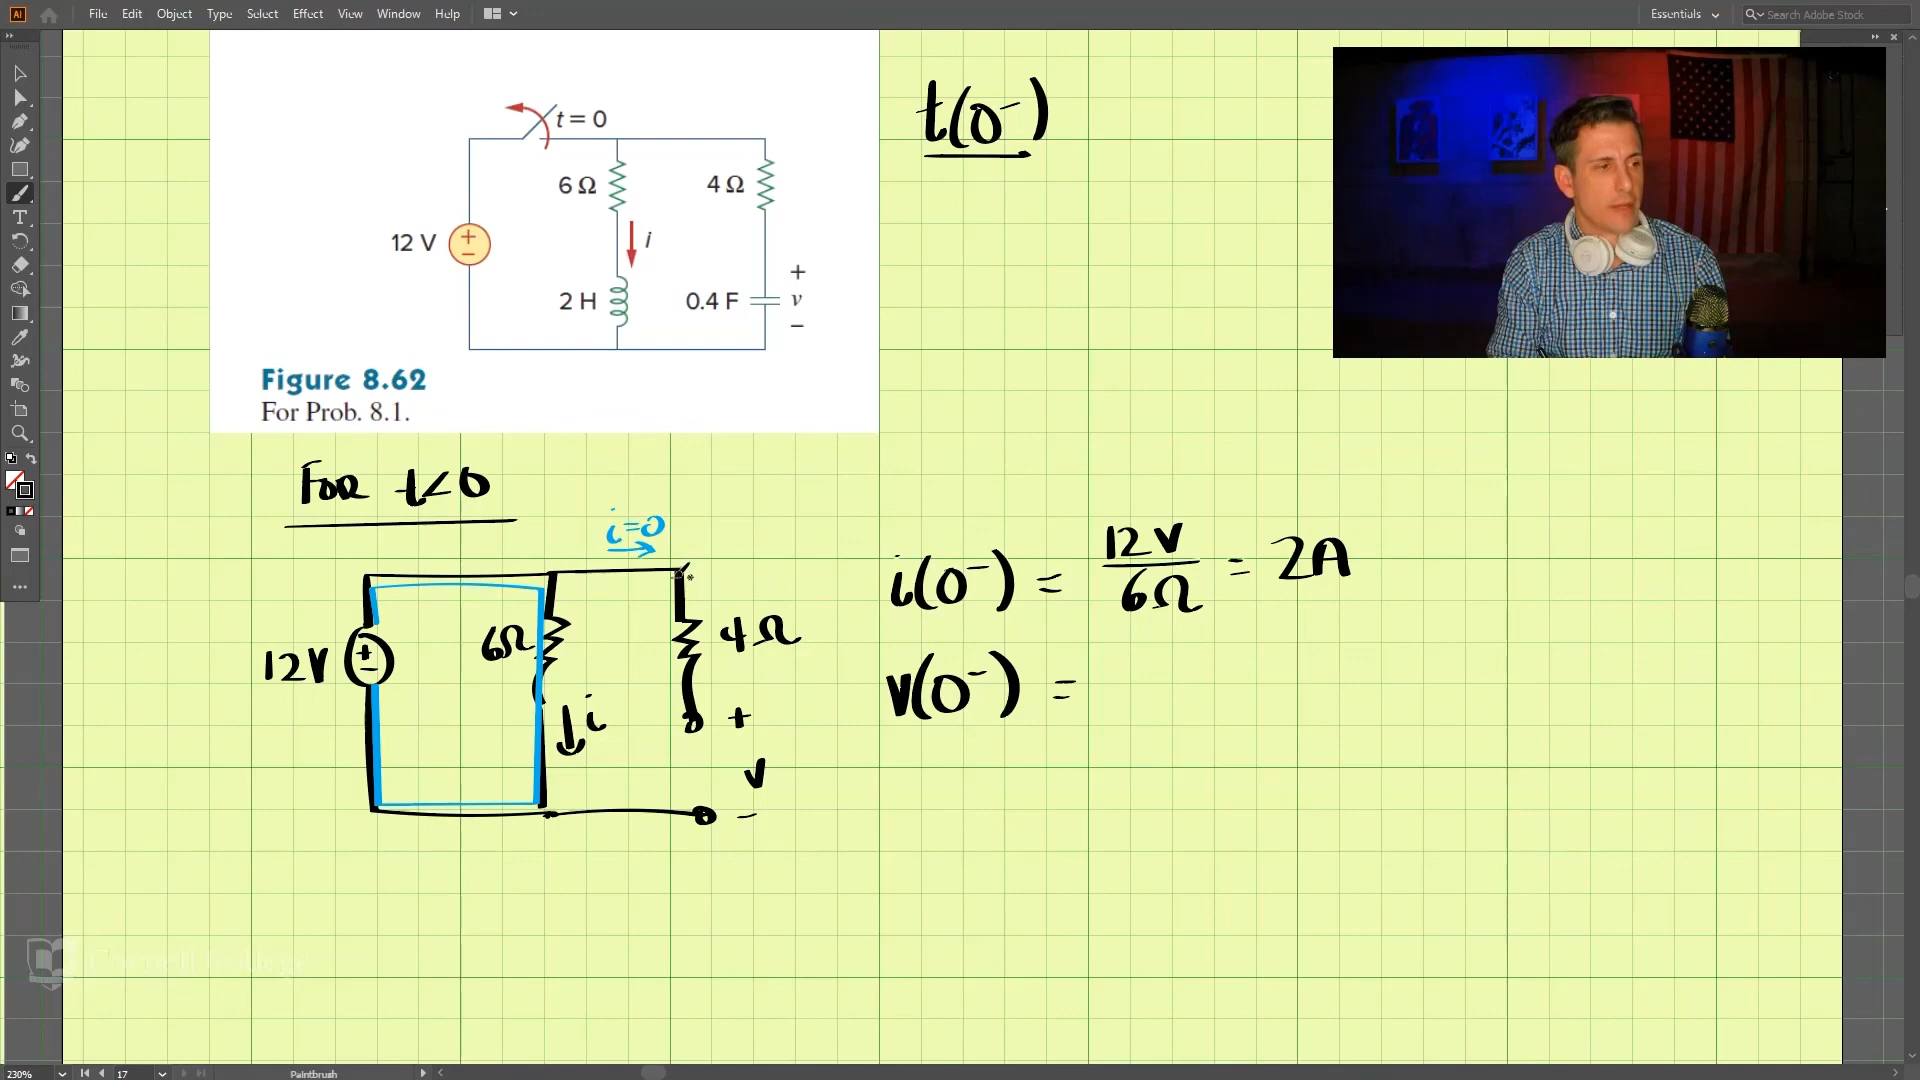 Ai File Edit Object Type Select Effect View Window Help
Essentials Search Adobe Stock
t(0⁻)
t = 0
6 Ω 4 Ω
12 V + − i
+
2 H 0.4 F v
−
Figure 8.62
For Prob. 8.1.
For t<0
i=0
i(0⁻) = 12V / 6Ω = 2A
12V + − 6Ω 4Ω
i +
v(0⁻) =
v
−
230% 17 Paintbrush